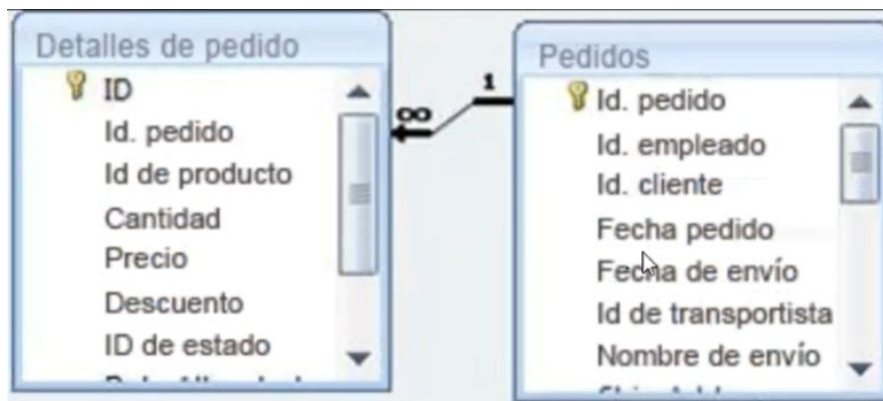 Detalles de pedido
ID
Id. pedido
Id de producto
Cantidad
Precio
Descuento
ID de estado
∞
1
Pedidos
Id. pedido
Id. empleado
Id. cliente
Fecha pedido
Fecha de envío
Id de transportista
Nombre de envío